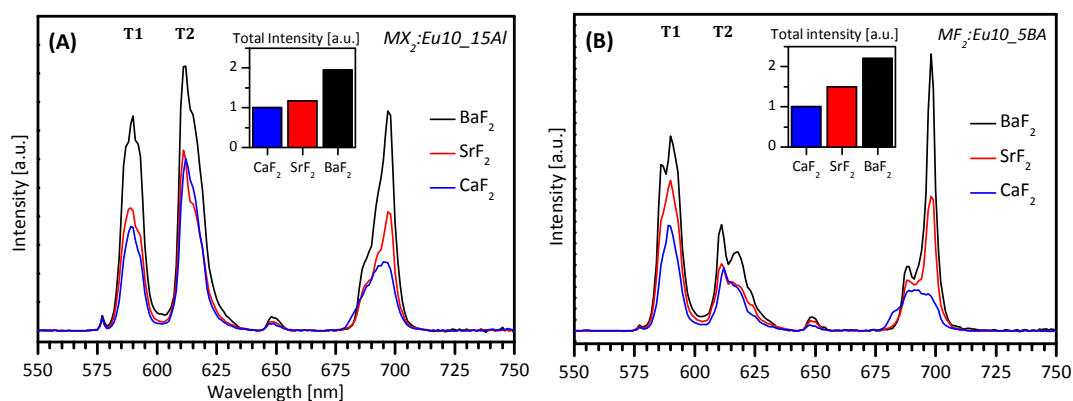 (A)
T1
T2
MX₂:Eu10_15Al
Total Intensity [a.u.]
2
1
0
CaF₂
SrF₂
BaF₂
BaF₂
SrF₂
CaF₂
Intensity [a.u.]
550
575
600
625
650
675
700
725
750
Wavelength [nm]
(B)
T1
T2
MF₂:Eu10_5BA
Total intensity [a.u.]
2
1
0
CaF₂
SrF₂
BaF₂
BaF₂
SrF₂
CaF₂
Intensity [a.u.]
550
575
600
625
650
675
700
725
750